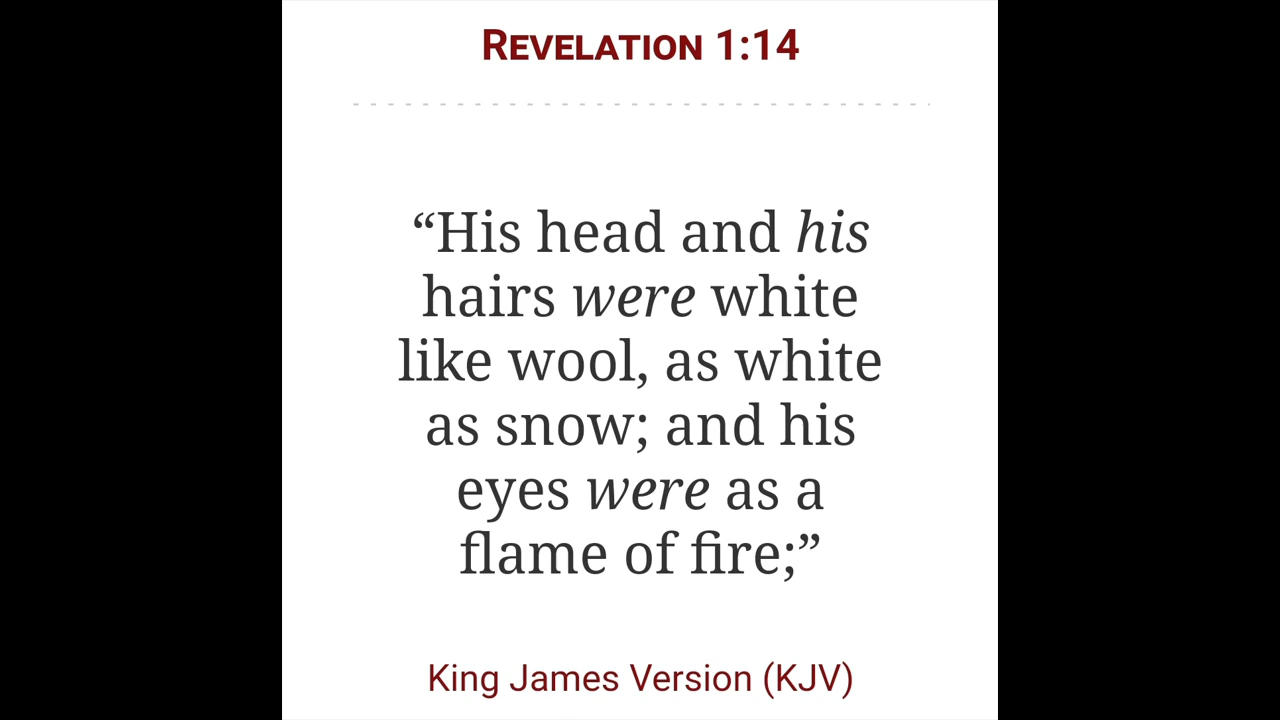 REVELATION 1:14
“His head and his
hairs were white
like wool, as white
as snow; and his
eyes were as a
flame of fire;”
King James Version (KJV)